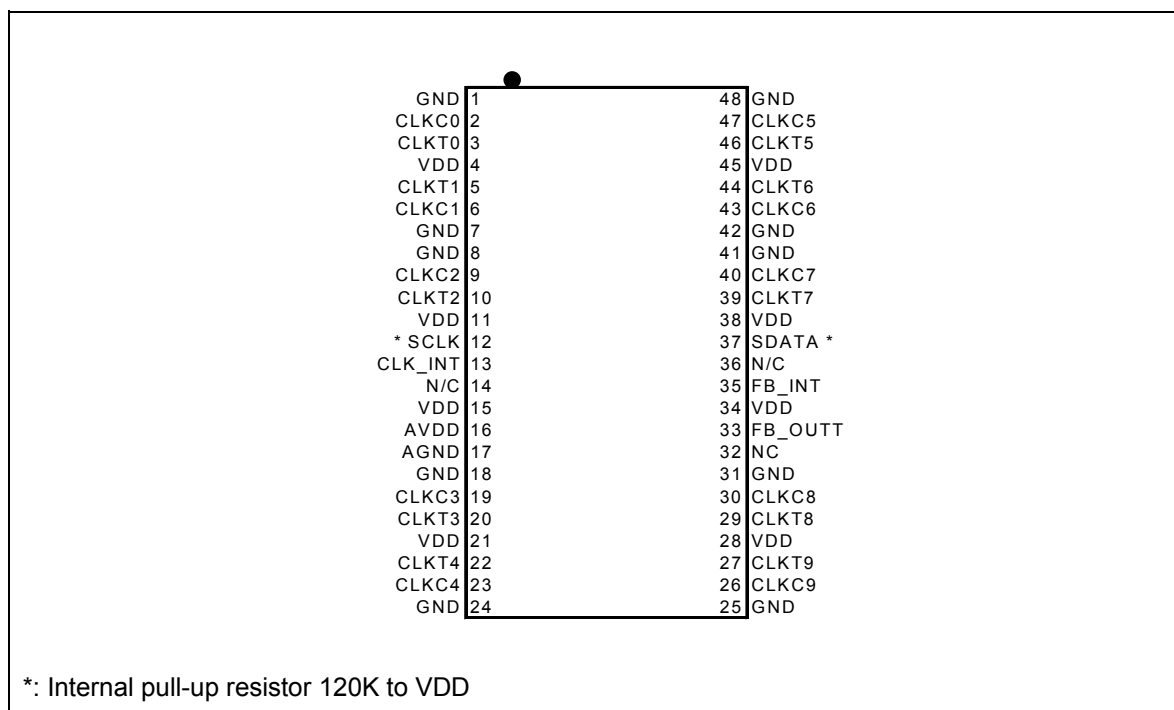 GND 1 48 GND
CLKC0 2 47 CLKC5
CLKT0 3 46 CLKT5
VDD 4 45 VDD
CLKT1 5 44 CLKT6
CLKC1 6 43 CLKC6
GND 7 42 GND
GND 8 41 GND
CLKC2 9 40 CLKC7
CLKT2 10 39 CLKT7
VDD 11 38 VDD
* SCLK 12 37 SDATA *
CLK_INT 13 36 N/C
N/C 14 35 FB_INT
VDD 15 34 VDD
AVDD 16 33 FB_OUTT
AGND 17 32 NC
GND 18 31 GND
CLKC3 19 30 CLKC8
CLKT3 20 29 CLKT8
VDD 21 28 VDD
CLKT4 22 27 CLKT9
CLKC4 23 26 CLKC9
GND 24 25 GND
*: Internal pull-up resistor 120K to VDD